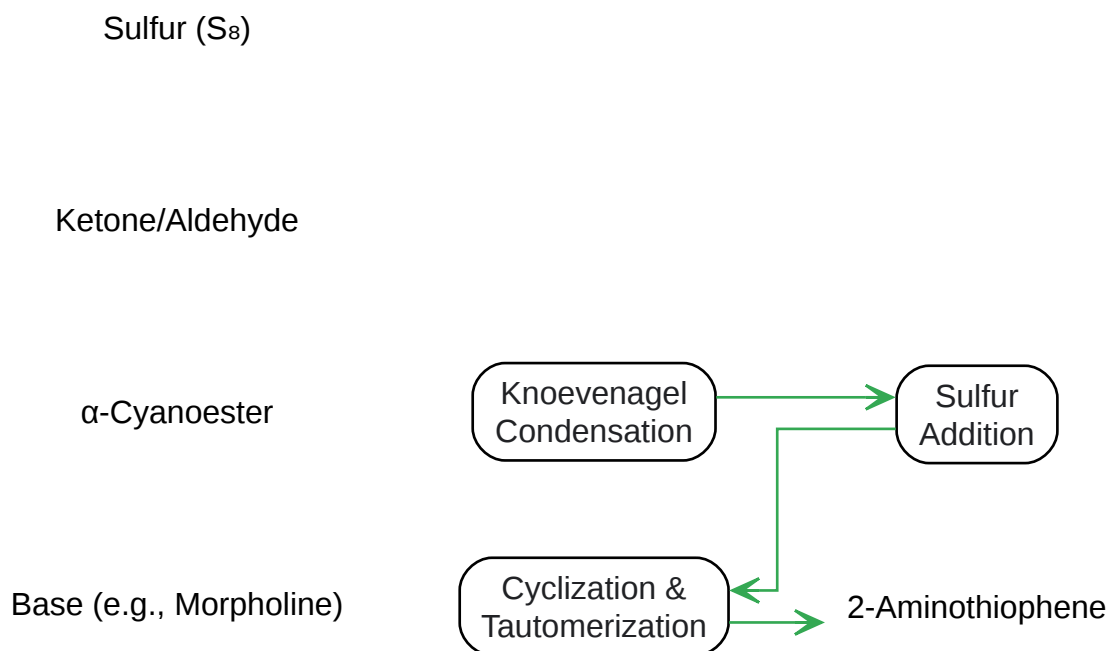 Sulfur (S₈)
Ketone/Aldehyde
α-Cyanoester
Knoevenagel
Condensation
Sulfur
Addition
Base (e.g., Morpholine)
Cyclization &
Tautomerization
2-Aminothiophene